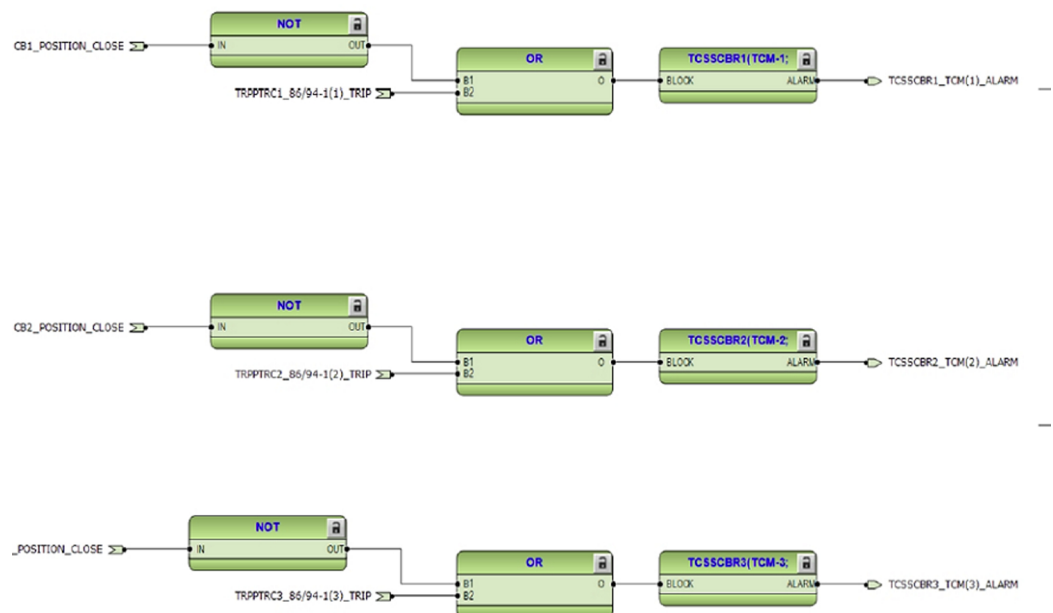 NOT
CB1_POSITION_CLOSE IN OUT
OR TCSSCBR1(TCM-1;
B1 O BLOCK ALARM TCSSCBR1_TCM(1)_ALARM
TRPPTRC1_86/94-1(1)_TRIP B2
NOT
CB2_POSITION_CLOSE IN OUT
OR TCSSCBR2(TCM-2;
B1 O BLOCK ALARM TCSSCBR2_TCM(2)_ALARM
TRPPTRC2_86/94-1(2)_TRIP B2
NOT
_POSITION_CLOSE IN OUT
OR TCSSCBR3(TCM-3;
B1 O BLOCK ALARM TCSSCBR3_TCM(3)_ALARM
TRPPTRC3_86/94-1(3)_TRIP B2